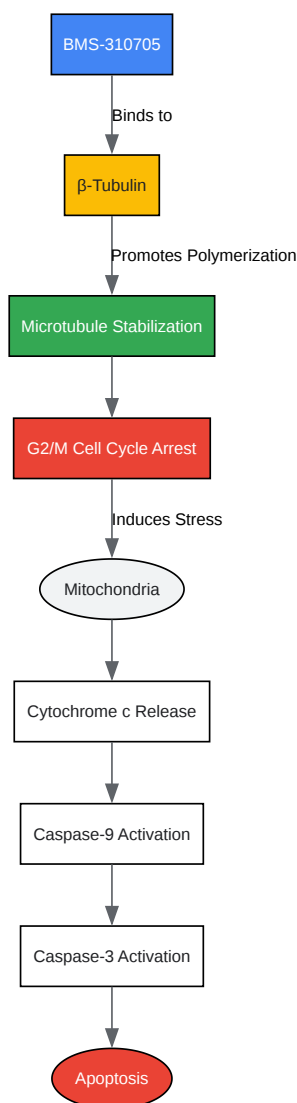 BMS-310705
Binds to
β-Tubulin
Promotes Polymerization
Microtubule Stabilization
G2/M Cell Cycle Arrest
Induces Stress
Mitochondria
Cytochrome c Release
Caspase-9 Activation
Caspase-3 Activation
Apoptosis